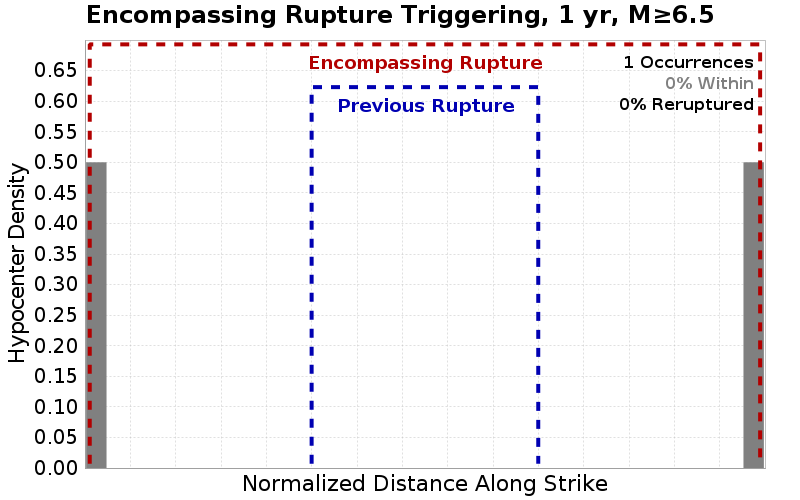 Encompassing Rupture Triggering, 1 yr, M≥6.5
Encompassing Rupture
1 Occurrences
0% Within
0% Reruptured
Previous Rupture
Hypocenter Density
0.65
0.60
0.55
0.50
0.45
0.40
0.35
0.30
0.25
0.20
0.15
0.10
0.05
0.00
Normalized Distance Along Strike